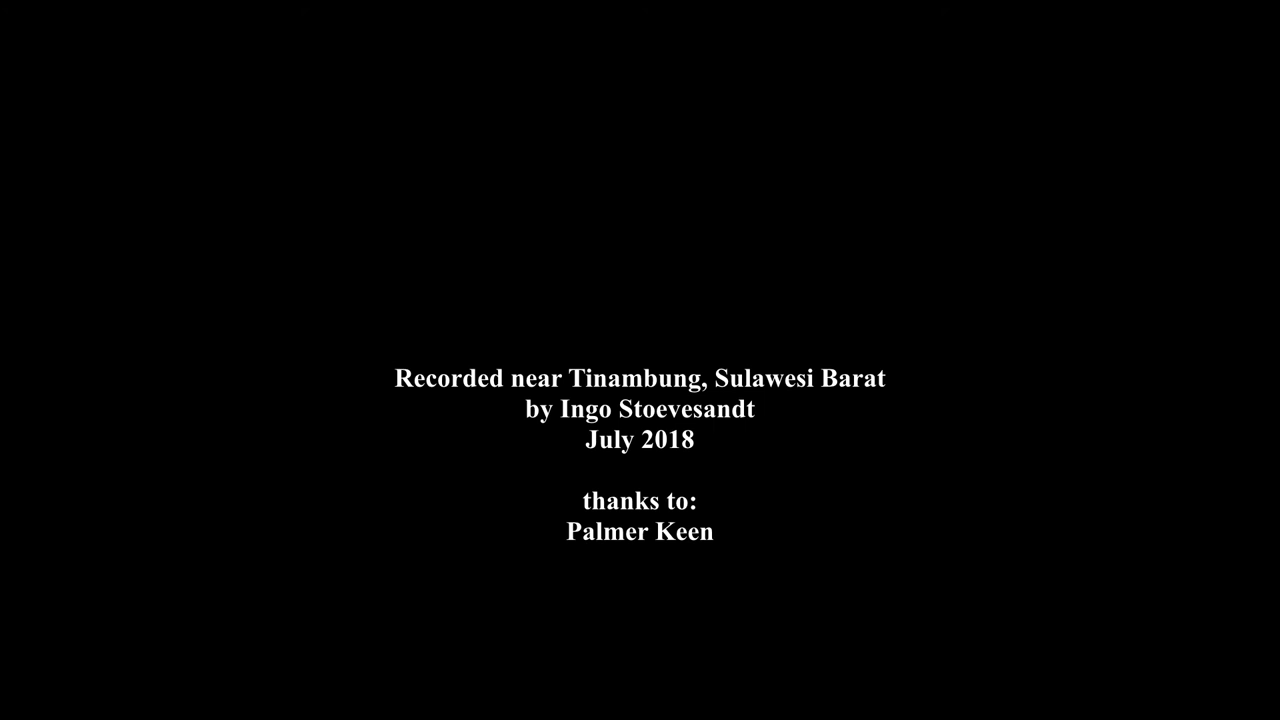 Recorded near Tinambung, Sulawesi Barat
by Ingo Stoevesandt
July 2018
thanks to:
Palmer Keen